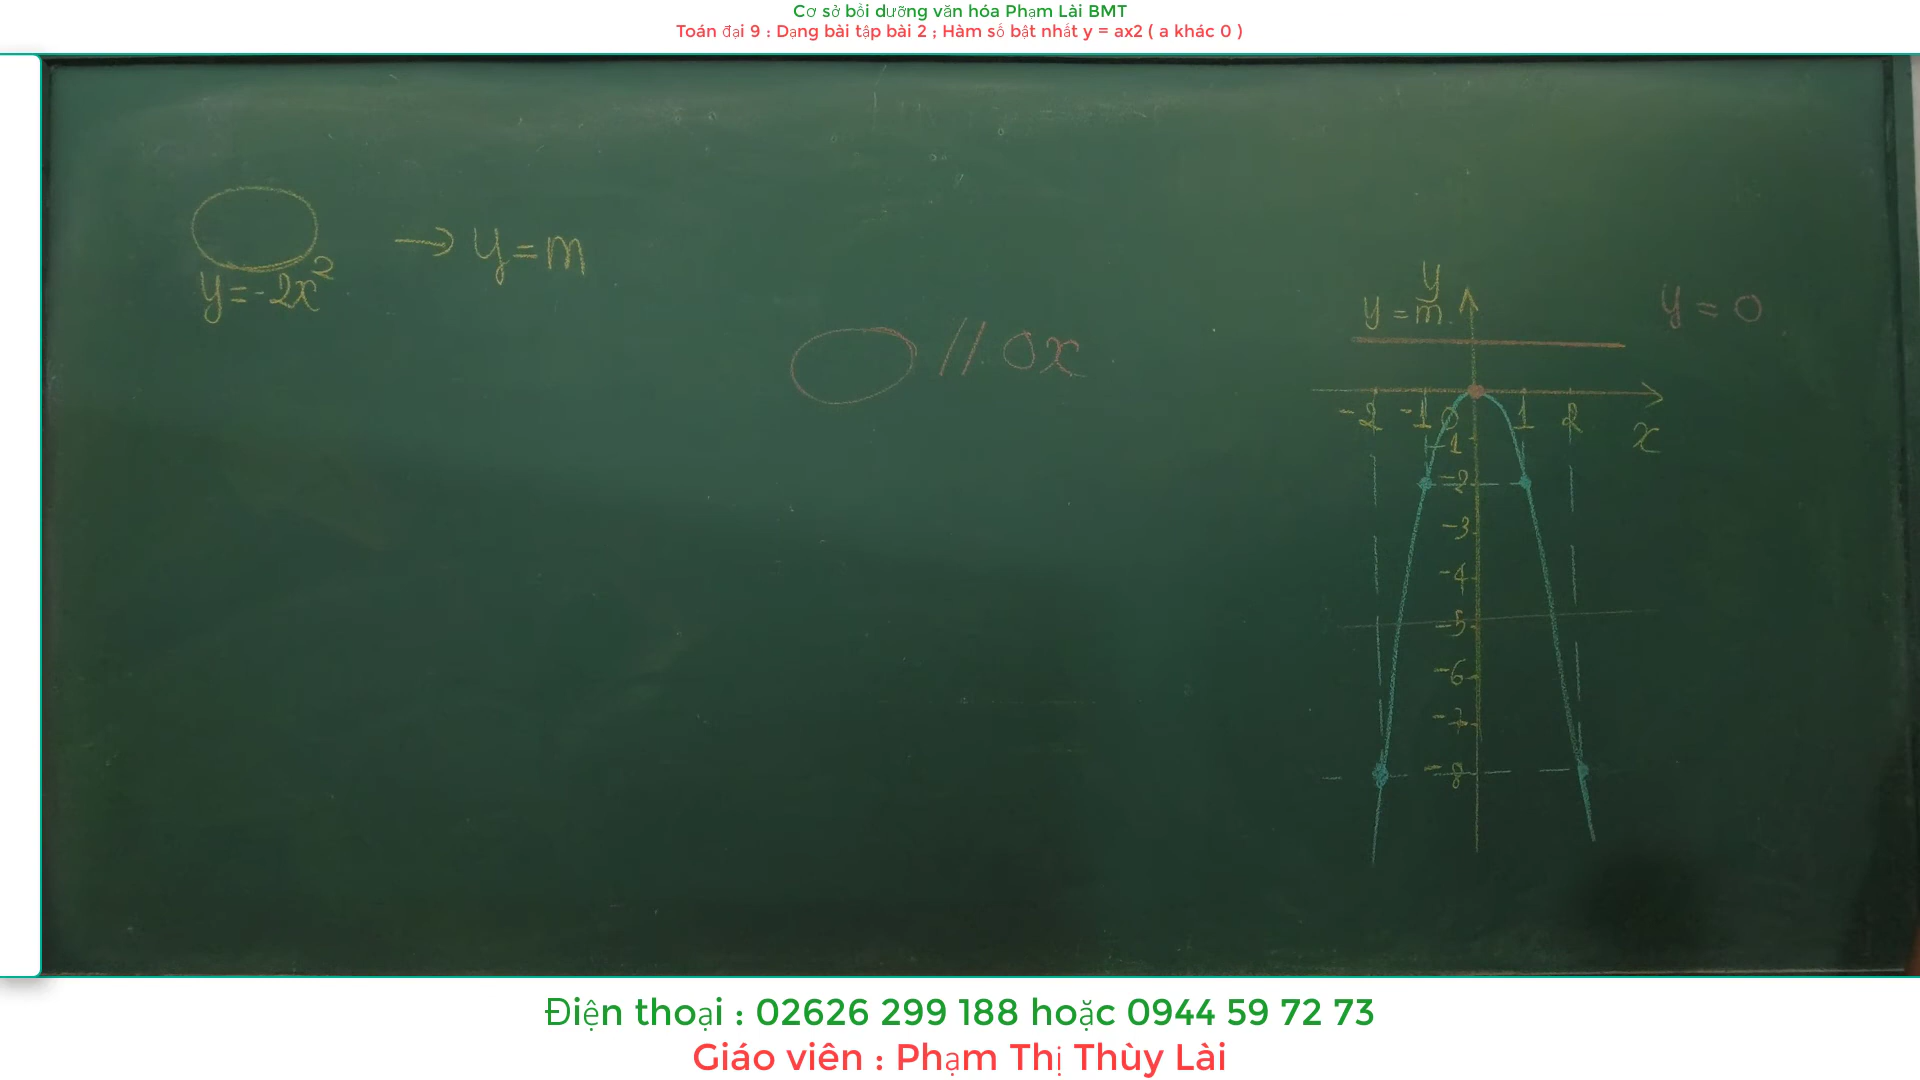 Cơ sở bồi dưỡng văn hóa Phạm Lài BMT
Toán đại 9 : Dạng bài tập bài 2 ; Hàm số bật nhất y = ax2 ( a khác 0 )
→ y=m
y=-2x²
// Ox
y
y=m
y = 0
-2 -1 0 1 2
x
-1
-2
-3
-4
-5
-6
-7
-8
Điện thoại : 02626 299 188 hoặc 0944 59 72 73
Giáo viên : Phạm Thị Thùy Lài